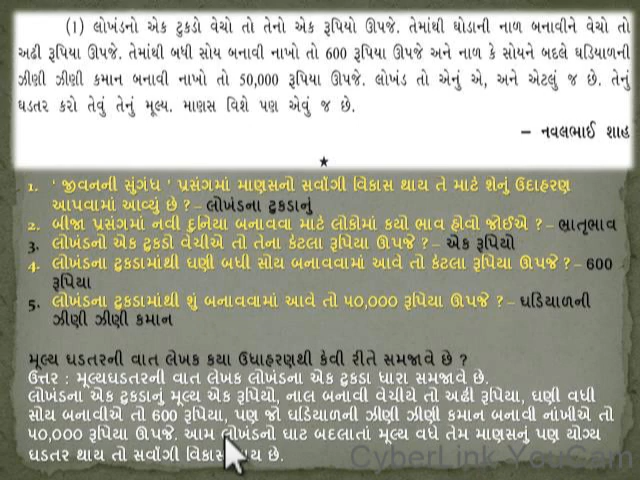 (1) લોખંડનો એક ટુકડો વેચો તો તેનો એક રૂપિયો ઊપજે. તેમાંથી ઘોડાની નાળ બનાવીને વેચો તો
અઢી રૂપિયા ઊપજે. તેમાંથી બધી સોય બનાવી નાખો તો 600 રૂપિયા ઊપજે અને નાળ કે સોયને બદલે ઘડિયાળની
ઝીણી ઝીણી કમાન બનાવી નાખો તો 50,000 રૂપિયા ઊપજે. લોખંડ તો એનું એ, અને એટલું જ છે. તેનું
ઘડતર કરો તેવું તેનું મૂલ્ય. માણસ વિશે પણ એવું જ છે.
– નવલભાઈ શાહ
★
1. ' જીવનની સુંગંધ ' પ્રસંગમાં માણસનો સર્વાંગી વિકાસ થાય તે માટે શેનું ઉદાહરણ
આપવામાં આવ્યું છે ? – લોખંડના ટુકડાનું
2. બીજા પ્રસંગમાં નવી દુનિયા બનાવવા માટે લોકોમાં કયો ભાવ હોવો જોઈએ ? – ભ્રાતૃભાવ
3. લોખંડનો એક ટુકડો વેચીએ તો તેના કેટલા રૂપિયા ઊપજે ? – એક રૂપિયો
4. લોખંડના ટુકડામાંથી ઘણી બધી સોય બનાવવામાં આવે તો કેટલા રૂપિયા ઊપજે ? – 600
રૂપિયા
5. લોખંડના ટુકડામાંથી શું બનાવવામાં આવે તો ૫૦,૦૦૦ રૂપિયા ઊપજે ? – ઘડિયાળની
ઝીણી ઝીણી કમાન
મૂલ્ય ઘડતરની વાત લેખક કયા ઉધાહરણથી કેવી રીતે સમજાવે છે ?
ઉત્તર : મૂલ્યઘડતરની વાત લેખક લોખંડના એક ટુકડા ધારા સમજાવે છે.
લોખંડના એક ટુકડાનું મૂલ્ય એક રૂપિયો, નાલ બનાવી વેચીયે તો અઢી રૂપિયા, ઘણી વધી
સોય બનાવીએ તો 600 રૂપિયા, પણ જો ઘડિયાળની ઝીણી ઝીણી કમાન બનાવી નાંખીએ તો
૫૦,૦૦૦ રૂપિયા ઊપજે. આમ લોખંડનો ઘાટ બદલાતાં મૂલ્ય વધે તેમ માણસનું પણ યોગ્ય
ઘડતર થાય તો સર્વાંગી વિકાસ થાય છે.
CyberLink YouCam